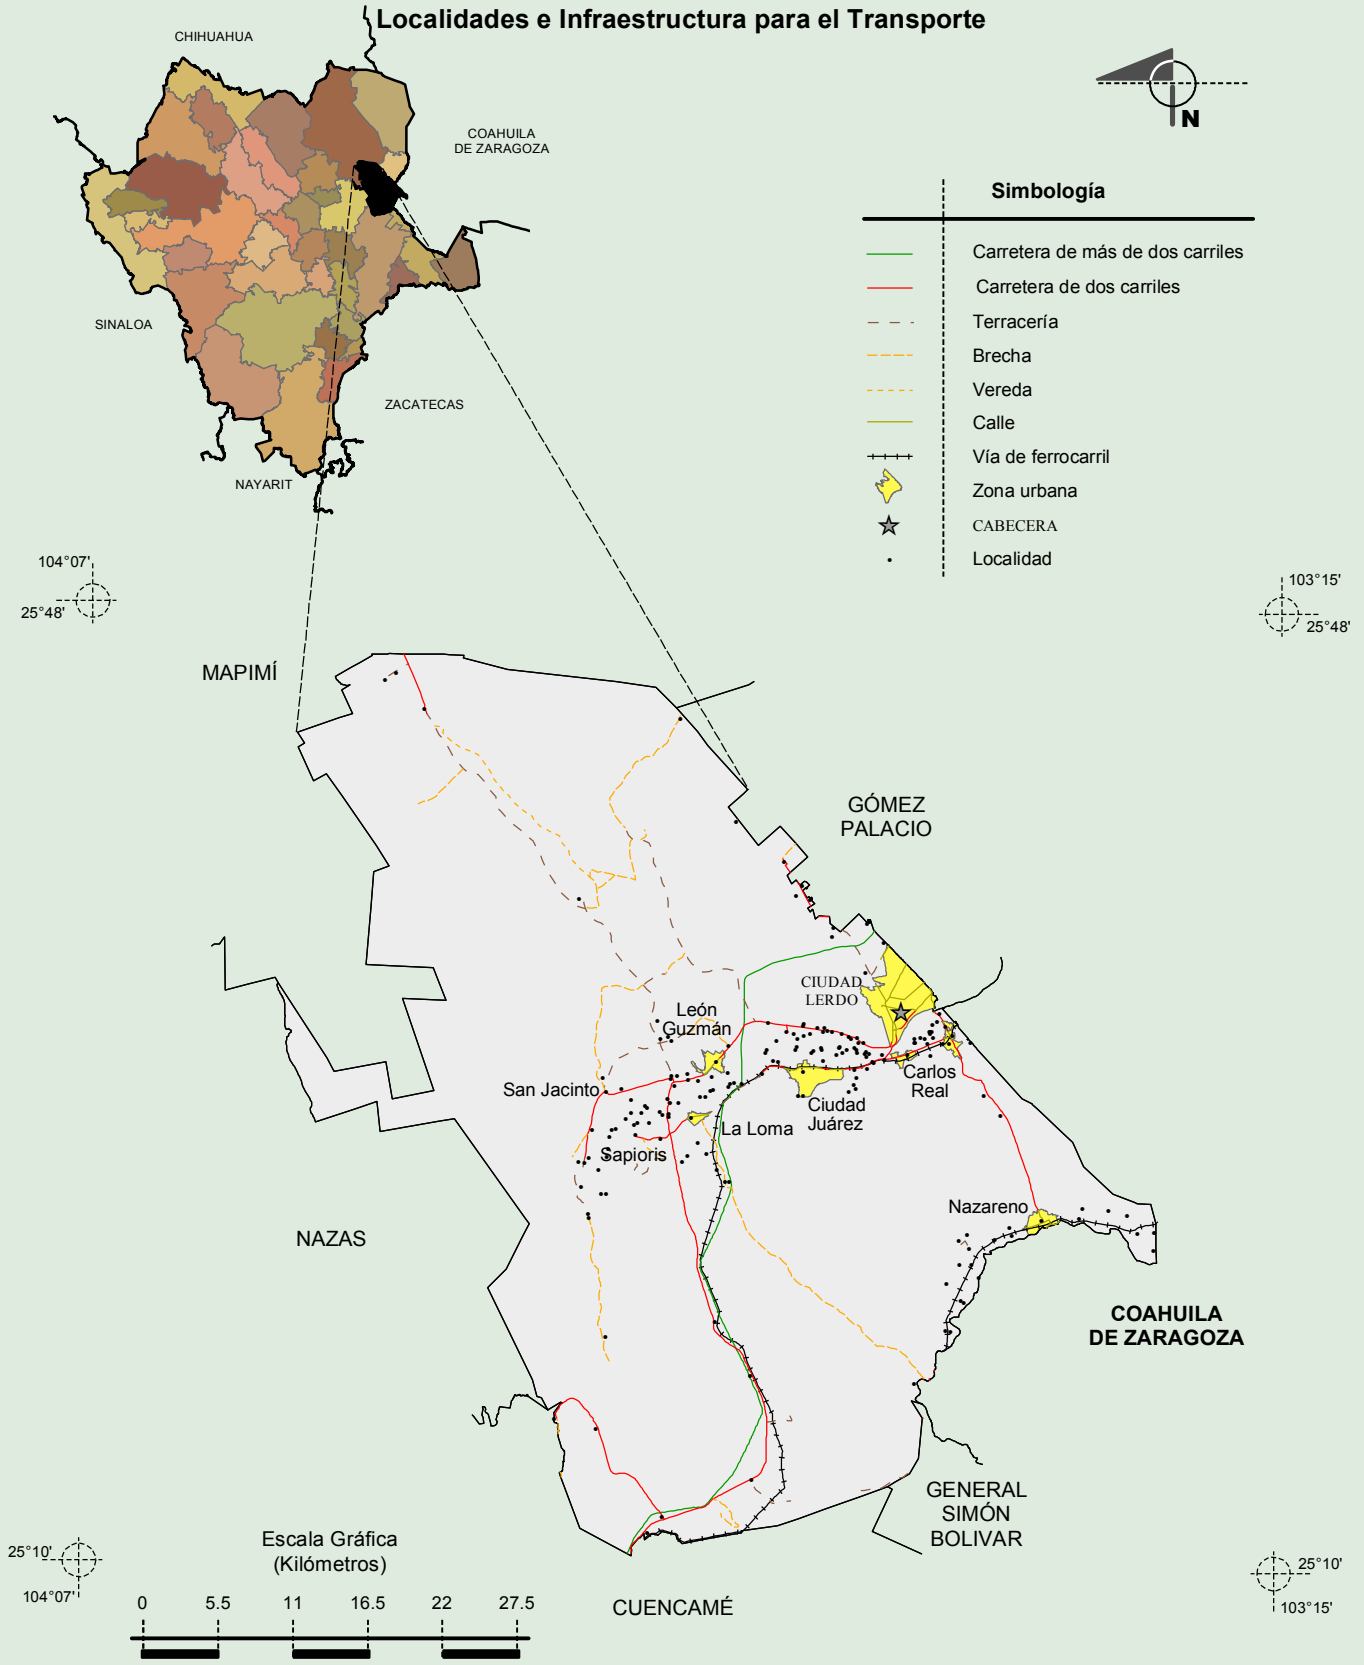 Localidades e Infraestructura para el Transporte
CHIHUAHUA
COAHUILA
DE ZARAGOZA
SINALOA
ZACATECAS
NAYARIT
N
Simbología
Carretera de más de dos carriles
Carretera de dos carriles
Terracería
Brecha
Vereda
Calle
Vía de ferrocarril
Zona urbana
CABECERA
Localidad
104°07'
25°48'
103°15'
25°48'
MAPIMÍ
GÓMEZ
PALACIO
CIUDAD
LERDO
León
Guzmán
San Jacinto
Carlos
Real
Ciudad
Juárez
La Loma
Sapioris
Nazareno
NAZAS
COAHUILA
DE ZARAGOZA
GENERAL
SIMÓN
BOLIVAR
CUENCAMÉ
25°10'
104°07'
25°10'
103°15'
Escala Gráfica
(Kilómetros)
0 5.5 11 16.5 22 27.5